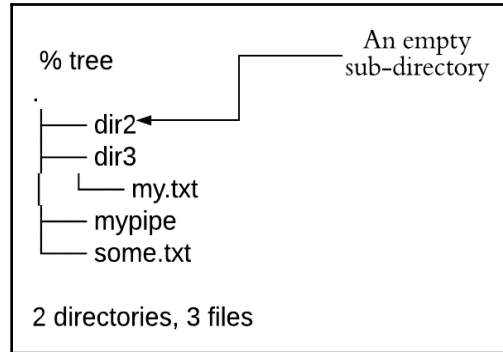 % tree
An empty
sub-directory
.
dir2
dir3
my.txt
mypipe
some.txt
2 directories, 3 files